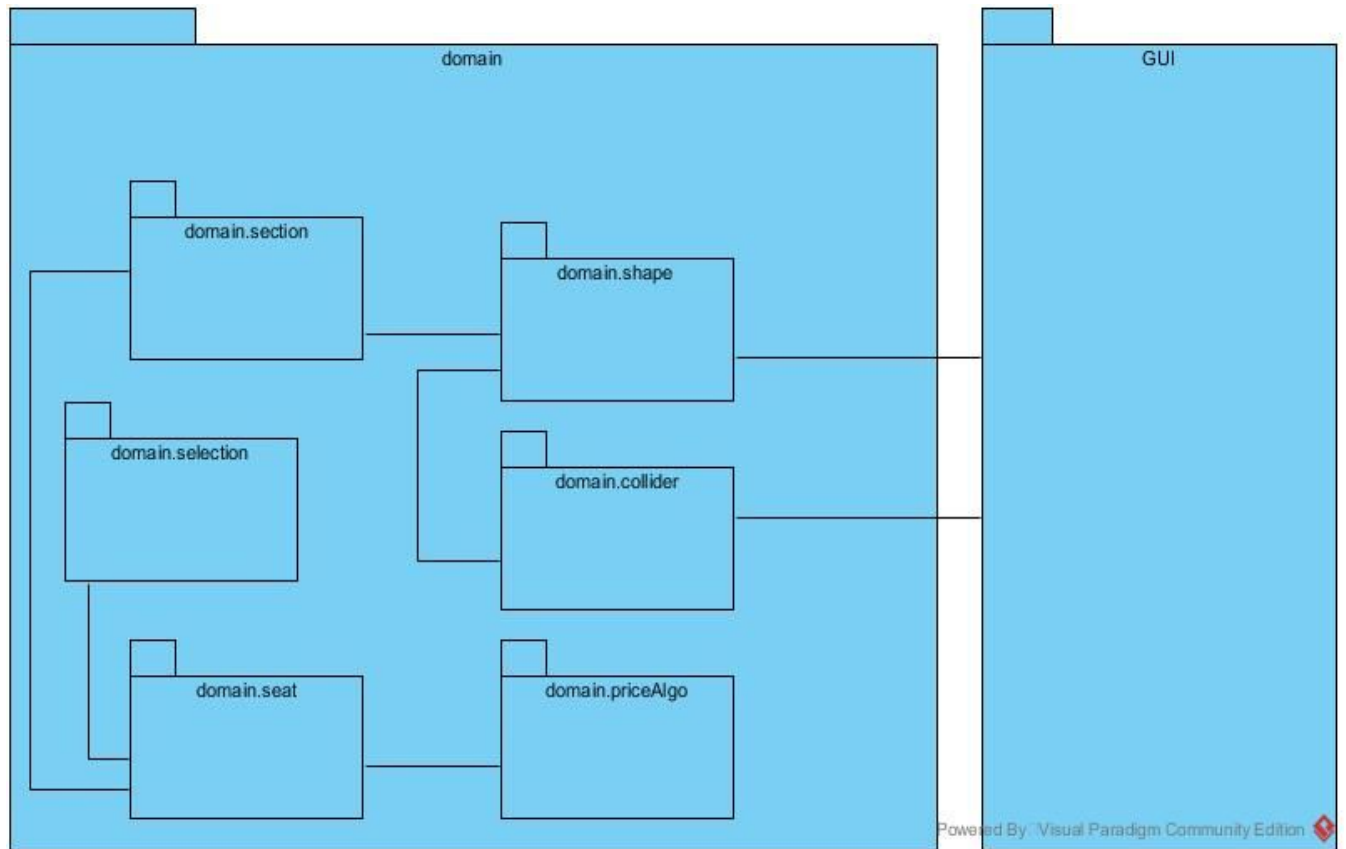 domain
GUI
domain.section
domain.shape
domain.selection
domain.collider
domain.seat
domain.priceAlgo
Powered By Visual Paradigm Community Edition